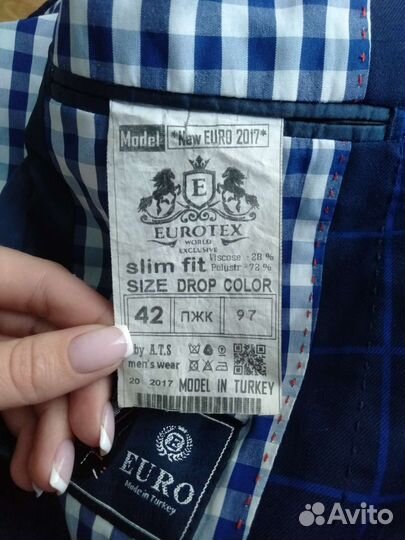 Model: *New EURO 2017*
E
EUROTEX
WORLD
EXCLUSIVE
slim fit
Viscose - 28 %
Polystr - 72 %
SIZE DROP COLOR
42 ПЖК 97
by A.T.S
men's wear
20 2017 MODEL IN TURKEY
EURO
Made in Turkey
Avito